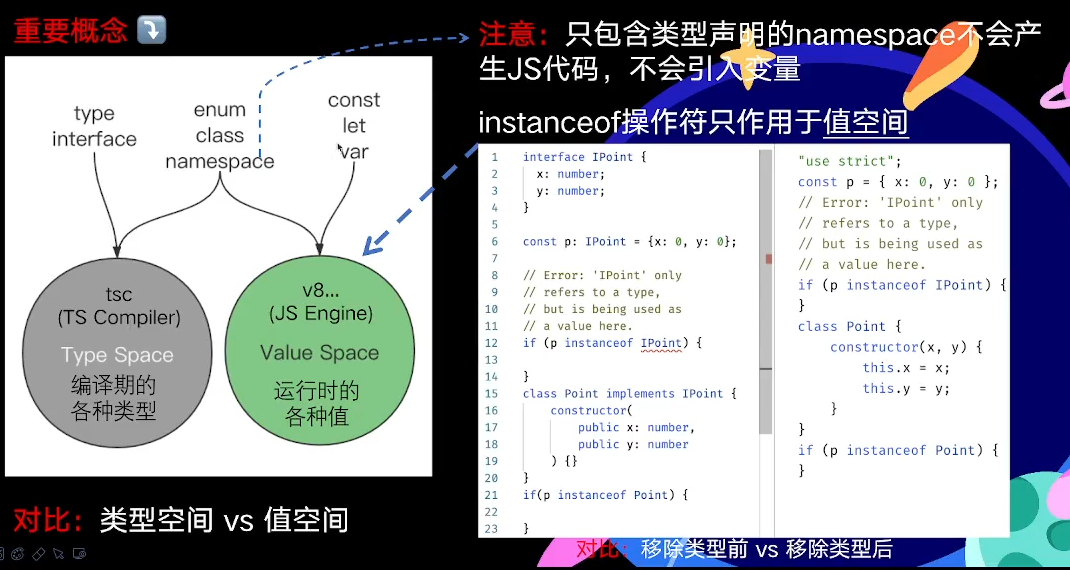 重要概念 ⤵️
type
interface
enum
class
namespace
const
let
var
tsc
(TS Compiler)
Type Space
编译期的
各种类型
v8...
(JS Engine)
Value Space
运行时的
各种值
对比：类型空间 vs 值空间
注意：只包含类型声明的namespace不会产
生JS代码，不会引入变量
instanceof操作符只作用于值空间
1 interface IPoint {
2 x: number;
3 y: number;
4 }
5
6 const p: IPoint = {x: 0, y: 0};
7
8 // Error: 'IPoint' only
9 // refers to a type,
10 // but is being used as
11 // a value here.
12 if (p instanceof IPoint) {
13
14 }
15 class Point implements IPoint {
16 constructor(
17 public x: number,
18 public y: number
19 ) {}
20 }
21 if(p instanceof Point) {
22
23 }
"use strict";
const p = { x: 0, y: 0 };
// Error: 'IPoint' only
// refers to a type,
// but is being used as
// a value here.
if (p instanceof IPoint) {
}
class Point {
constructor(x, y) {
this.x = x;
this.y = y;
}
}
if (p instanceof Point) {
}
对比：移除类型前 vs 移除类型后